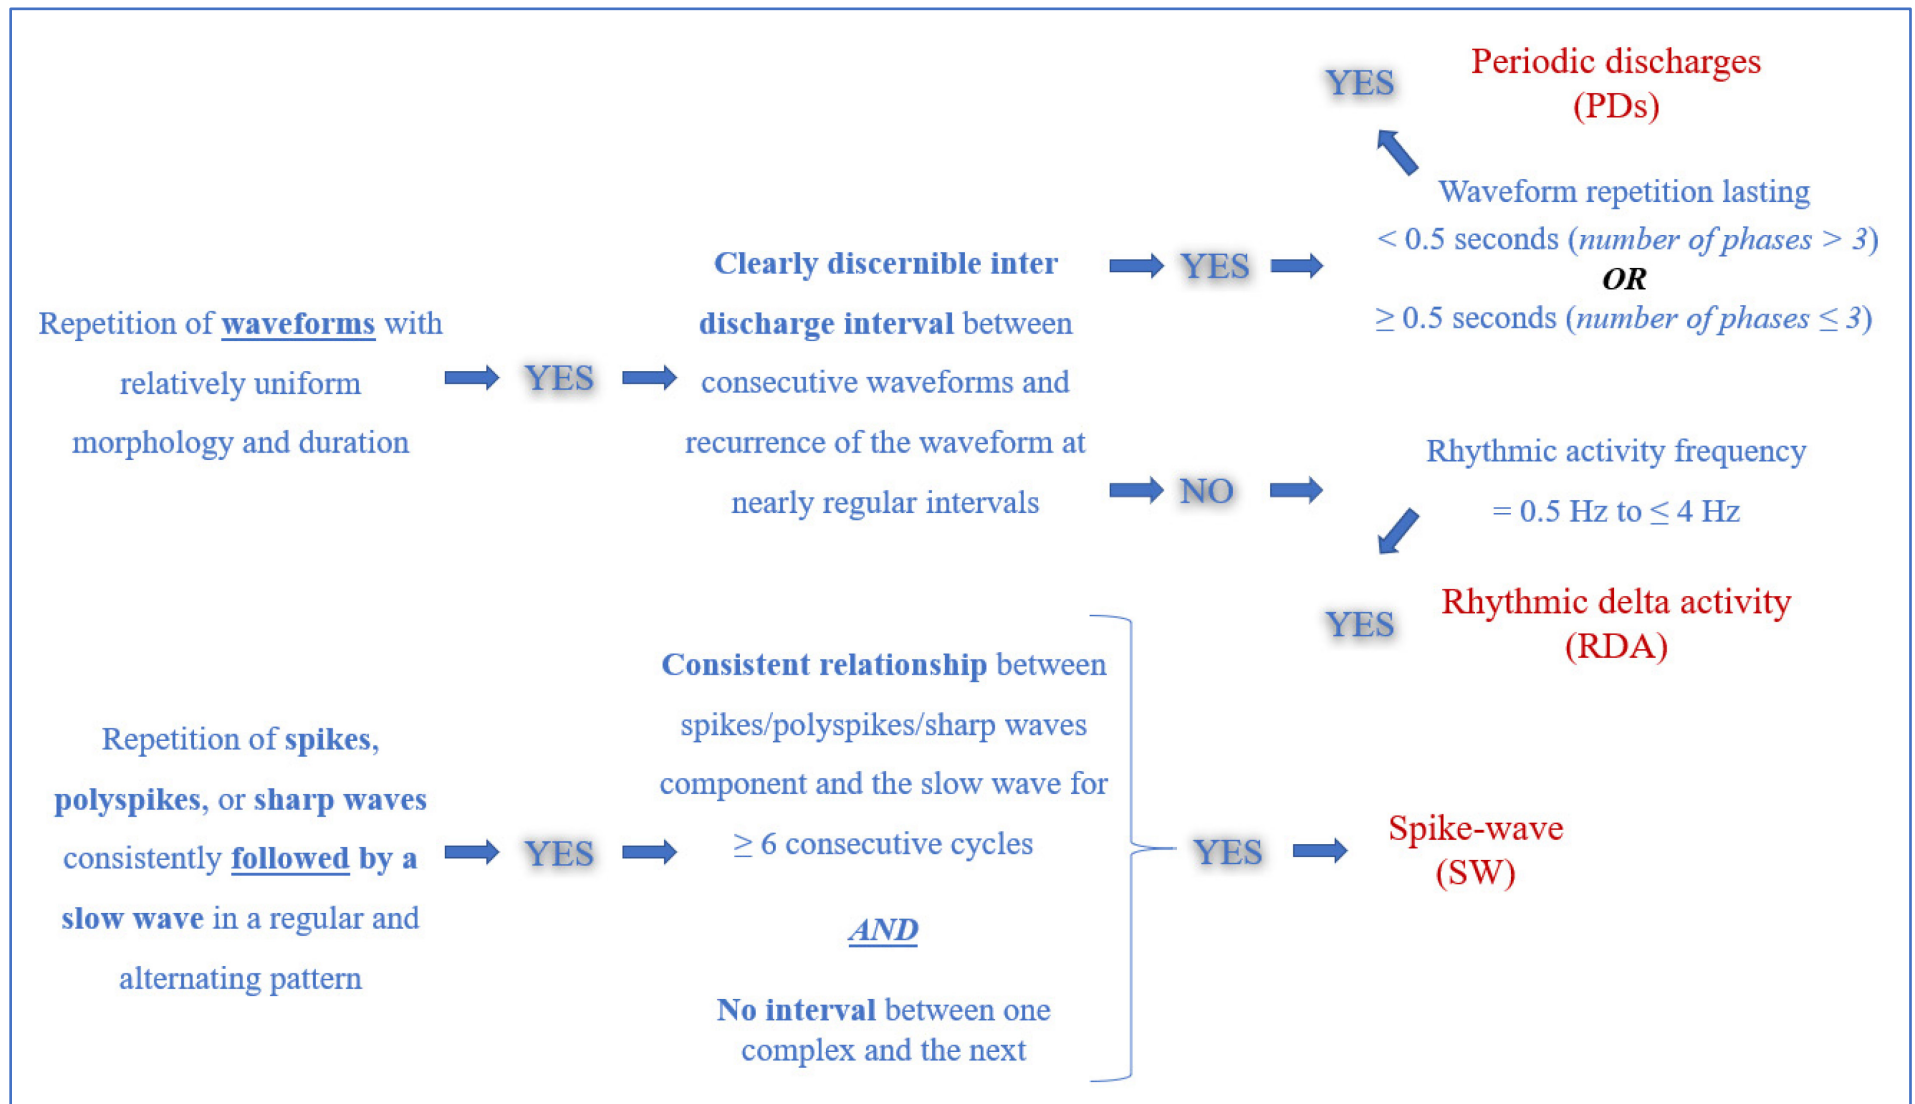 YES
Periodic discharges
(PDs)
Waveform repetition lasting
< 0.5 seconds (number of phases > 3)
OR
≥ 0.5 seconds (number of phases ≤ 3)
Repetition of waveforms with
relatively uniform
morphology and duration
YES
Clearly discernible inter
discharge interval between
consecutive waveforms and
recurrence of the waveform at
nearly regular intervals
YES
NO
Rhythmic activity frequency
= 0.5 Hz to ≤ 4 Hz
YES
Rhythmic delta activity
(RDA)
Repetition of spikes,
polyspikes, or sharp waves
consistently followed by a
slow wave in a regular and
alternating pattern
YES
Consistent relationship between
spikes/polyspikes/sharp waves
component and the slow wave for
≥ 6 consecutive cycles
AND
No interval between one
complex and the next
YES
Spike-wave
(SW)